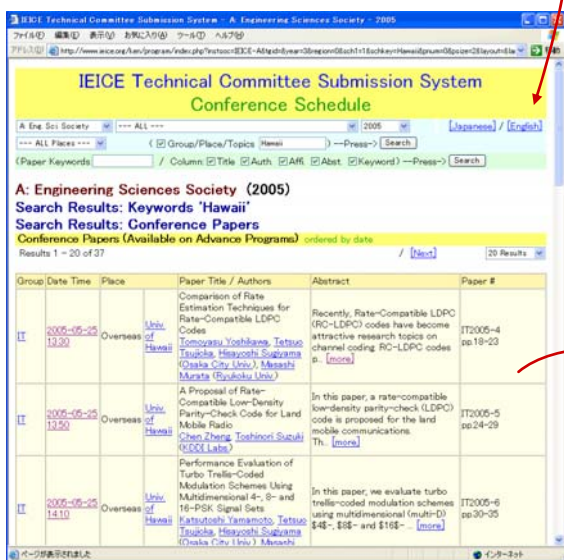 IEICE Technical Committee Submission System - A: Engineering Sciences Society - 2005
ファイル(F) 編集(E) 表示(V) お気に入り(A) ツール(T) ヘルプ(H)
アドレス(D)
移動
IEICE Technical Committee Submission System
Conference Schedule
A: Eng. Sci Society --- ALL --- 2005 [Japanese] / [English]
--- ALL Places --- ( Group/Place/Topics Hawaii ) --Press-> Search
(Paper Keywords / Column: Title Auth. Affi. Abst. Keyword) --Press-> Search
A: Engineering Sciences Society (2005)
Search Results: Keywords 'Hawaii'
Search Results: Conference Papers
Conference Papers (Available on Advance Programs) ordered by date
Results 1 - 20 of 37 / [Next] 20 Results
Group Date Time Place Paper Title / Authors Abstract Paper #
IT
2005-05-25
13:30
Overseas
Univ.
of
Hawaii
Comparison of Rate
Estimation Techniques for
Rate-Compatible LDPC
Codes
Tomoyasu Yoshikawa, Tetsuo
Tsujioka, Hisayoshi Sugiyama
(Osaka City Univ.), Masashi
Murata (Ryukoku Univ.)
Recently, Rate-Compatible LDPC
(RC-LDPC) codes have become
attractive research topics on
channel coding. RC-LDPC codes
p... [more]
IT2005-4
pp.18-23
IT
2005-05-25
13:50
Overseas
Univ.
of
Hawaii
A Proposal of Rate-
Compatible Low-Density
Parity-Check Code for Land
Mobile Radio
Chen Zheng, Toshinori Suzuki
(KDDI Labs.)
In this paper, a rate-compatible
low-density parity-check (LDPC)
code is proposed for the land
mobile communications.
Th... [more]
IT2005-5
pp.24-29
IT
2005-05-25
14:10
Overseas
Univ.
of
Hawaii
Performance Evaluation of
Turbo Trellis-Coded
Modulation Schemes Using
Multidimensional 4-, 8- and
16-PSK Signal Sets
Katsutoshi Yamamoto, Tetsuo
Tsujioka, Hisayoshi Sugiyama
(Osaka City Univ.), Masashi
In this paper, we evaluate turbo
trellis-coded modulation schemes
using multidimensional (multi-D)
$4$-, $8$- and $16$- ... [more]
IT2005-6
pp.30-35
ページが表示されました
インターネット